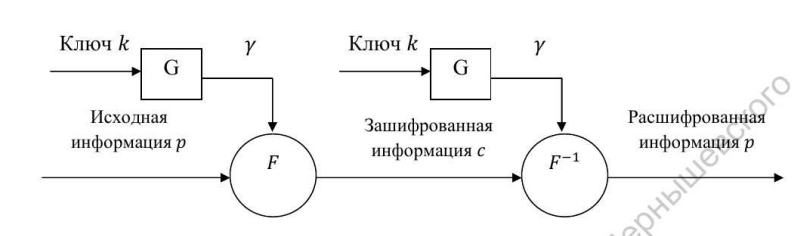 Ключ k
γ
Ключ k
γ
G
G
Исходная
информация p
Зашифрованная
информация c
Расшифрованная
информация p
F
F⁻¹